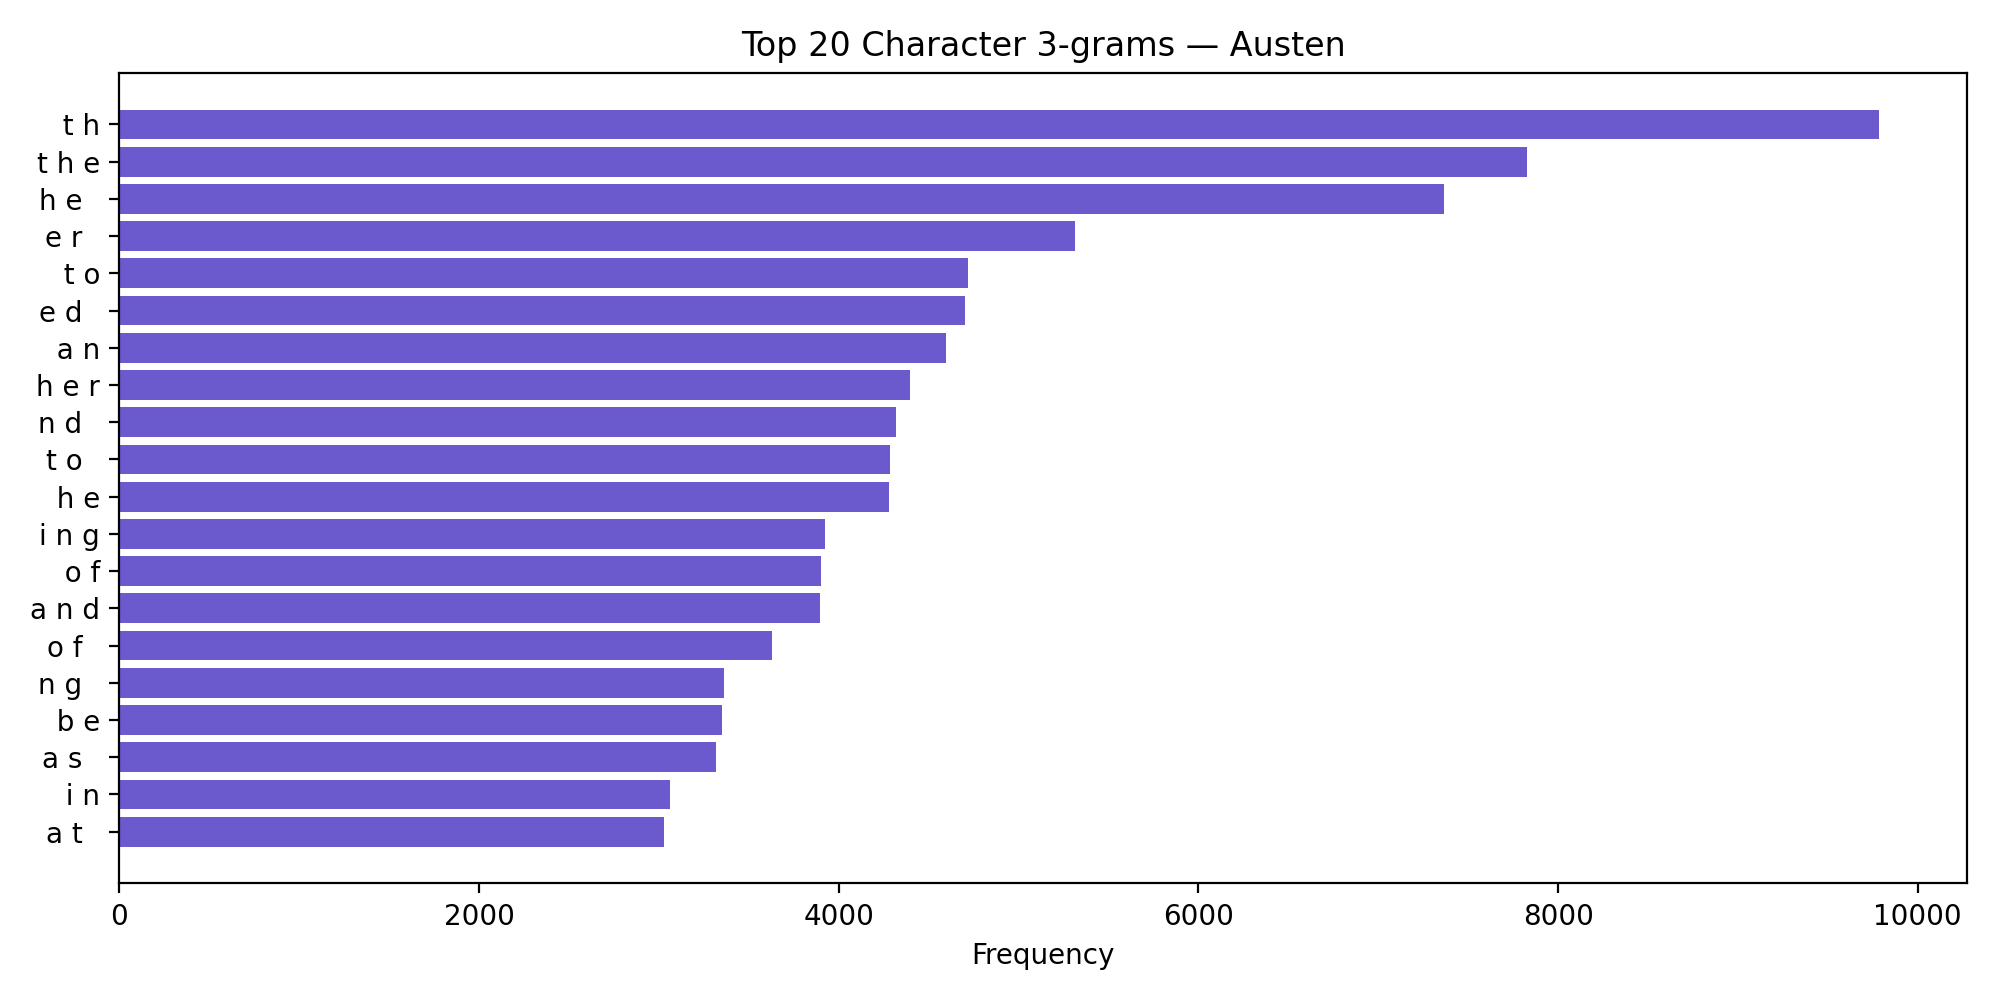 Top 20 Character 3-grams — Austen
t h
t h e
h e
e r
t o
e d
a n
h e r
n d
t o
h e
i n g
o f
a n d
o f
n g
b e
a s
i n
a t
0 2000 4000 6000 8000 10000
Frequency